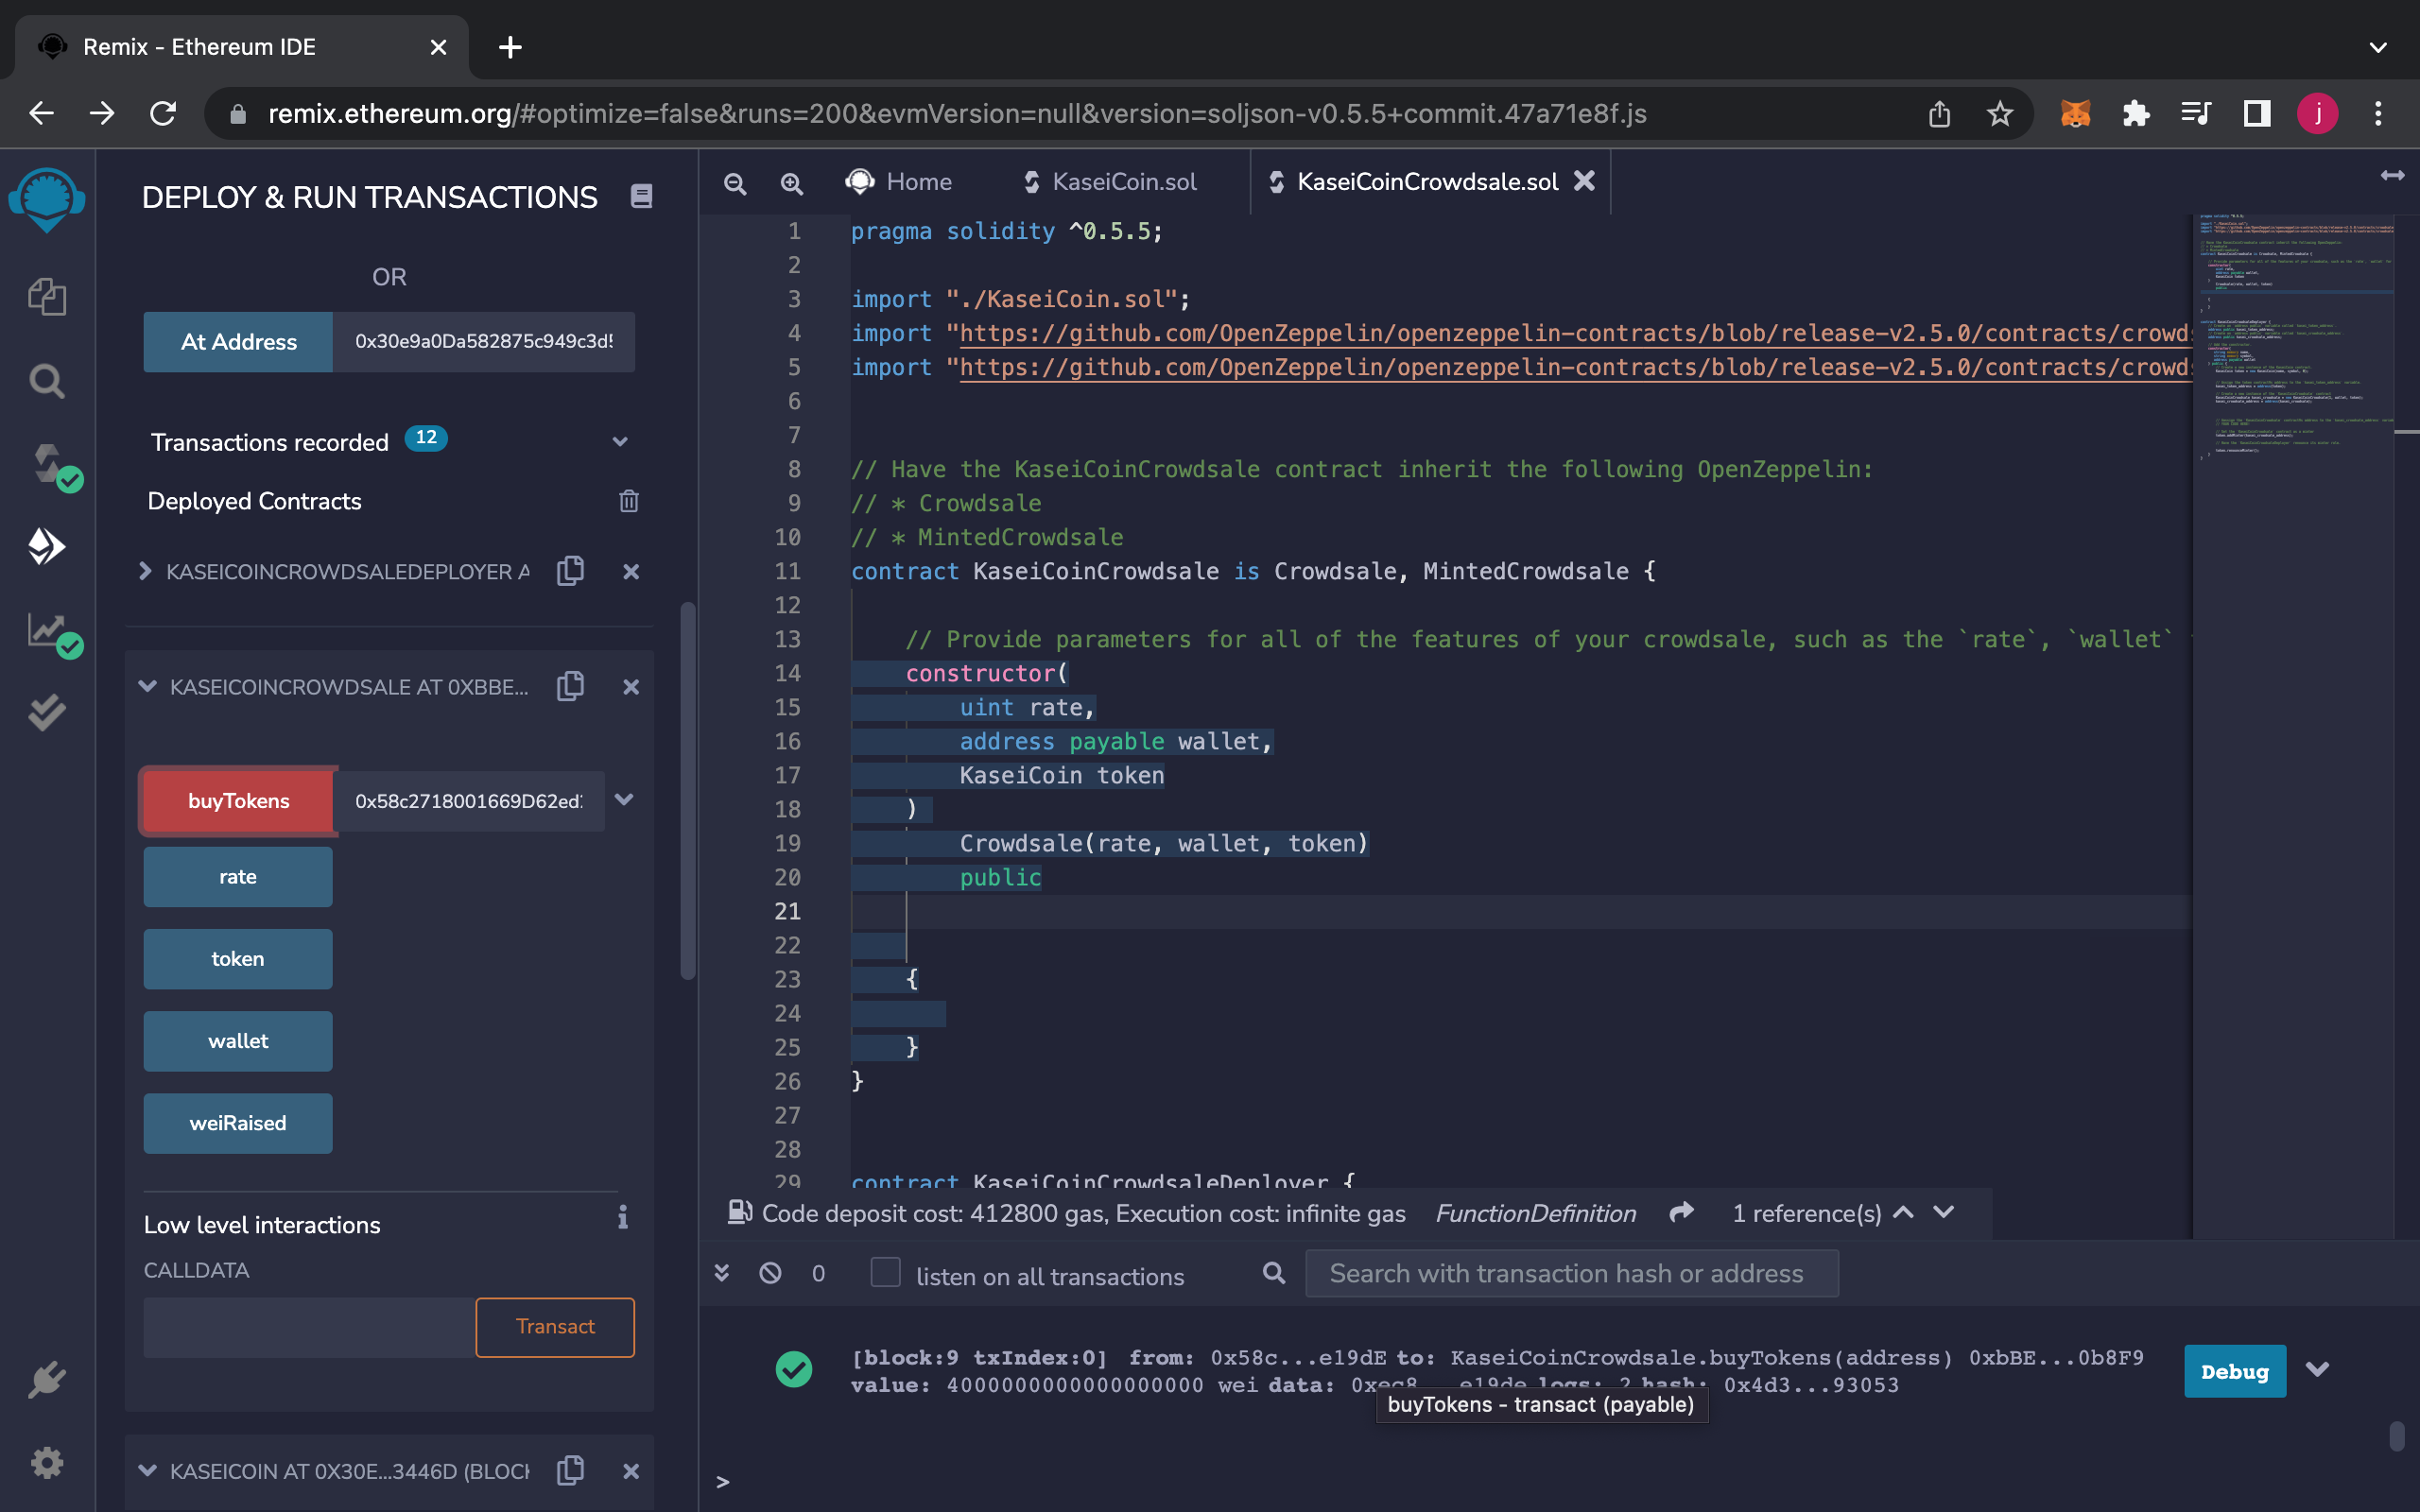 Remix - Ethereum IDE
remix.ethereum.org/#optimize=false&runs=200&evmVersion=null&version=soljson-v0.5.5+commit.47a71e8f.js
j
DEPLOY & RUN TRANSACTIONS
OR
At Address 0x30e9a0Da582875c949c3d
Transactions recorded 12
Deployed Contracts
KASEICOINCROWDSALEDEPLOYER A
KASEICOINCROWDSALE AT 0XBBE...
buyTokens 0x58c2718001669D62ed
rate
token
wallet
weiRaised
Low level interactions
CALLDATA
Transact
KASEICOIN AT 0X30E...3446D (BLOCK
Home KaseiCoin.sol KaseiCoinCrowdsale.sol
1 pragma solidity ^0.5.5;
2
3 import "./KaseiCoin.sol";
4 import "https://github.com/OpenZeppelin/openzeppelin-contracts/blob/release-v2.5.0/contracts/crowds
5 import "https://github.com/OpenZeppelin/openzeppelin-contracts/blob/release-v2.5.0/contracts/crowds
6
7
8 // Have the KaseiCoinCrowdsale contract inherit the following OpenZeppelin:
9 // * Crowdsale
10 // * MintedCrowdsale
11 contract KaseiCoinCrowdsale is Crowdsale, MintedCrowdsale {
12
13 // Provide parameters for all of the features of your crowdsale, such as the `rate`, `wallet`
14 constructor(
15 uint rate,
16 address payable wallet,
17 KaseiCoin token
18 )
19 Crowdsale(rate, wallet, token)
20 public
21
22
23 {
24
25 }
26 }
27
28
29 contract KaseiCoinCrowdsaleDeployer {
Code deposit cost: 412800 gas, Execution cost: infinite gas FunctionDefinition 1 reference(s)
0 listen on all transactions Search with transaction hash or address
[block:9 txIndex:0] from: 0x58c...e19dE to: KaseiCoinCrowdsale.buyTokens(address) 0xbBE...0b8F9
value: 4000000000000000000 wei data: 0xec8...e19de logs: 2 hash: 0x4d3...93053
Debug
buyTokens - transact (payable)
>